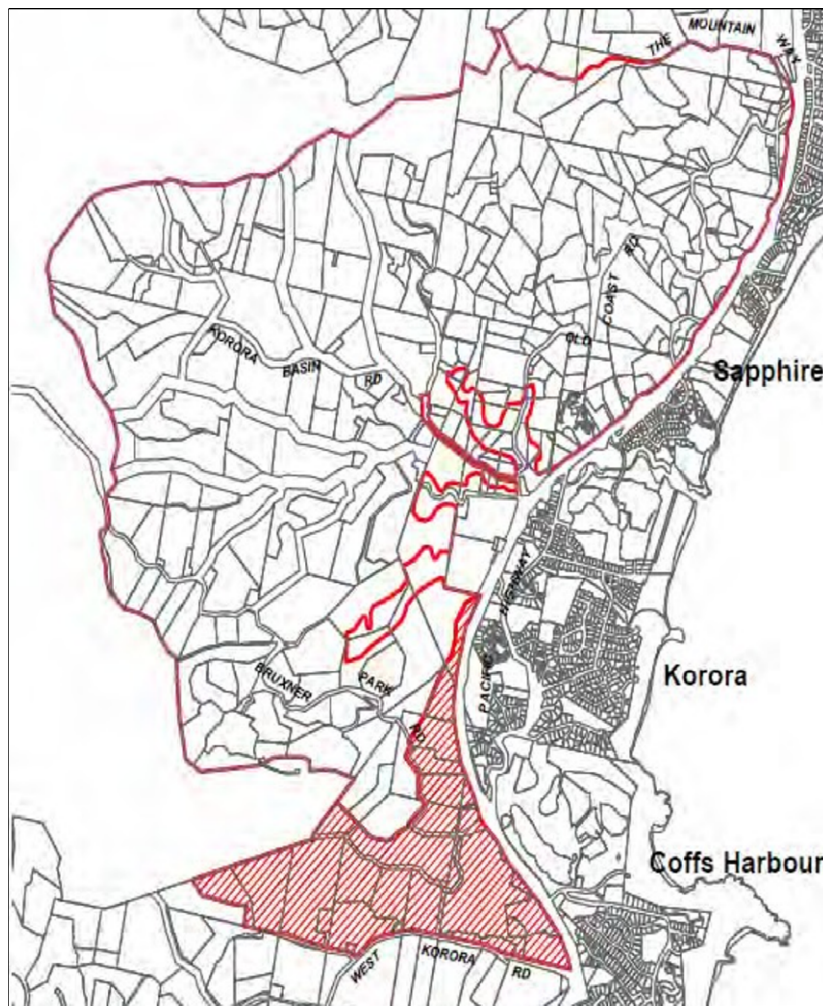 THE MOUNTAIN WAY
COAST RD
OLD
Sapphire
KORORA BASIN RD
HIGHWAY
PACIFIC
Korora
BRUXNER PARK RD
Coffs Harbour
WEST KORORA RD